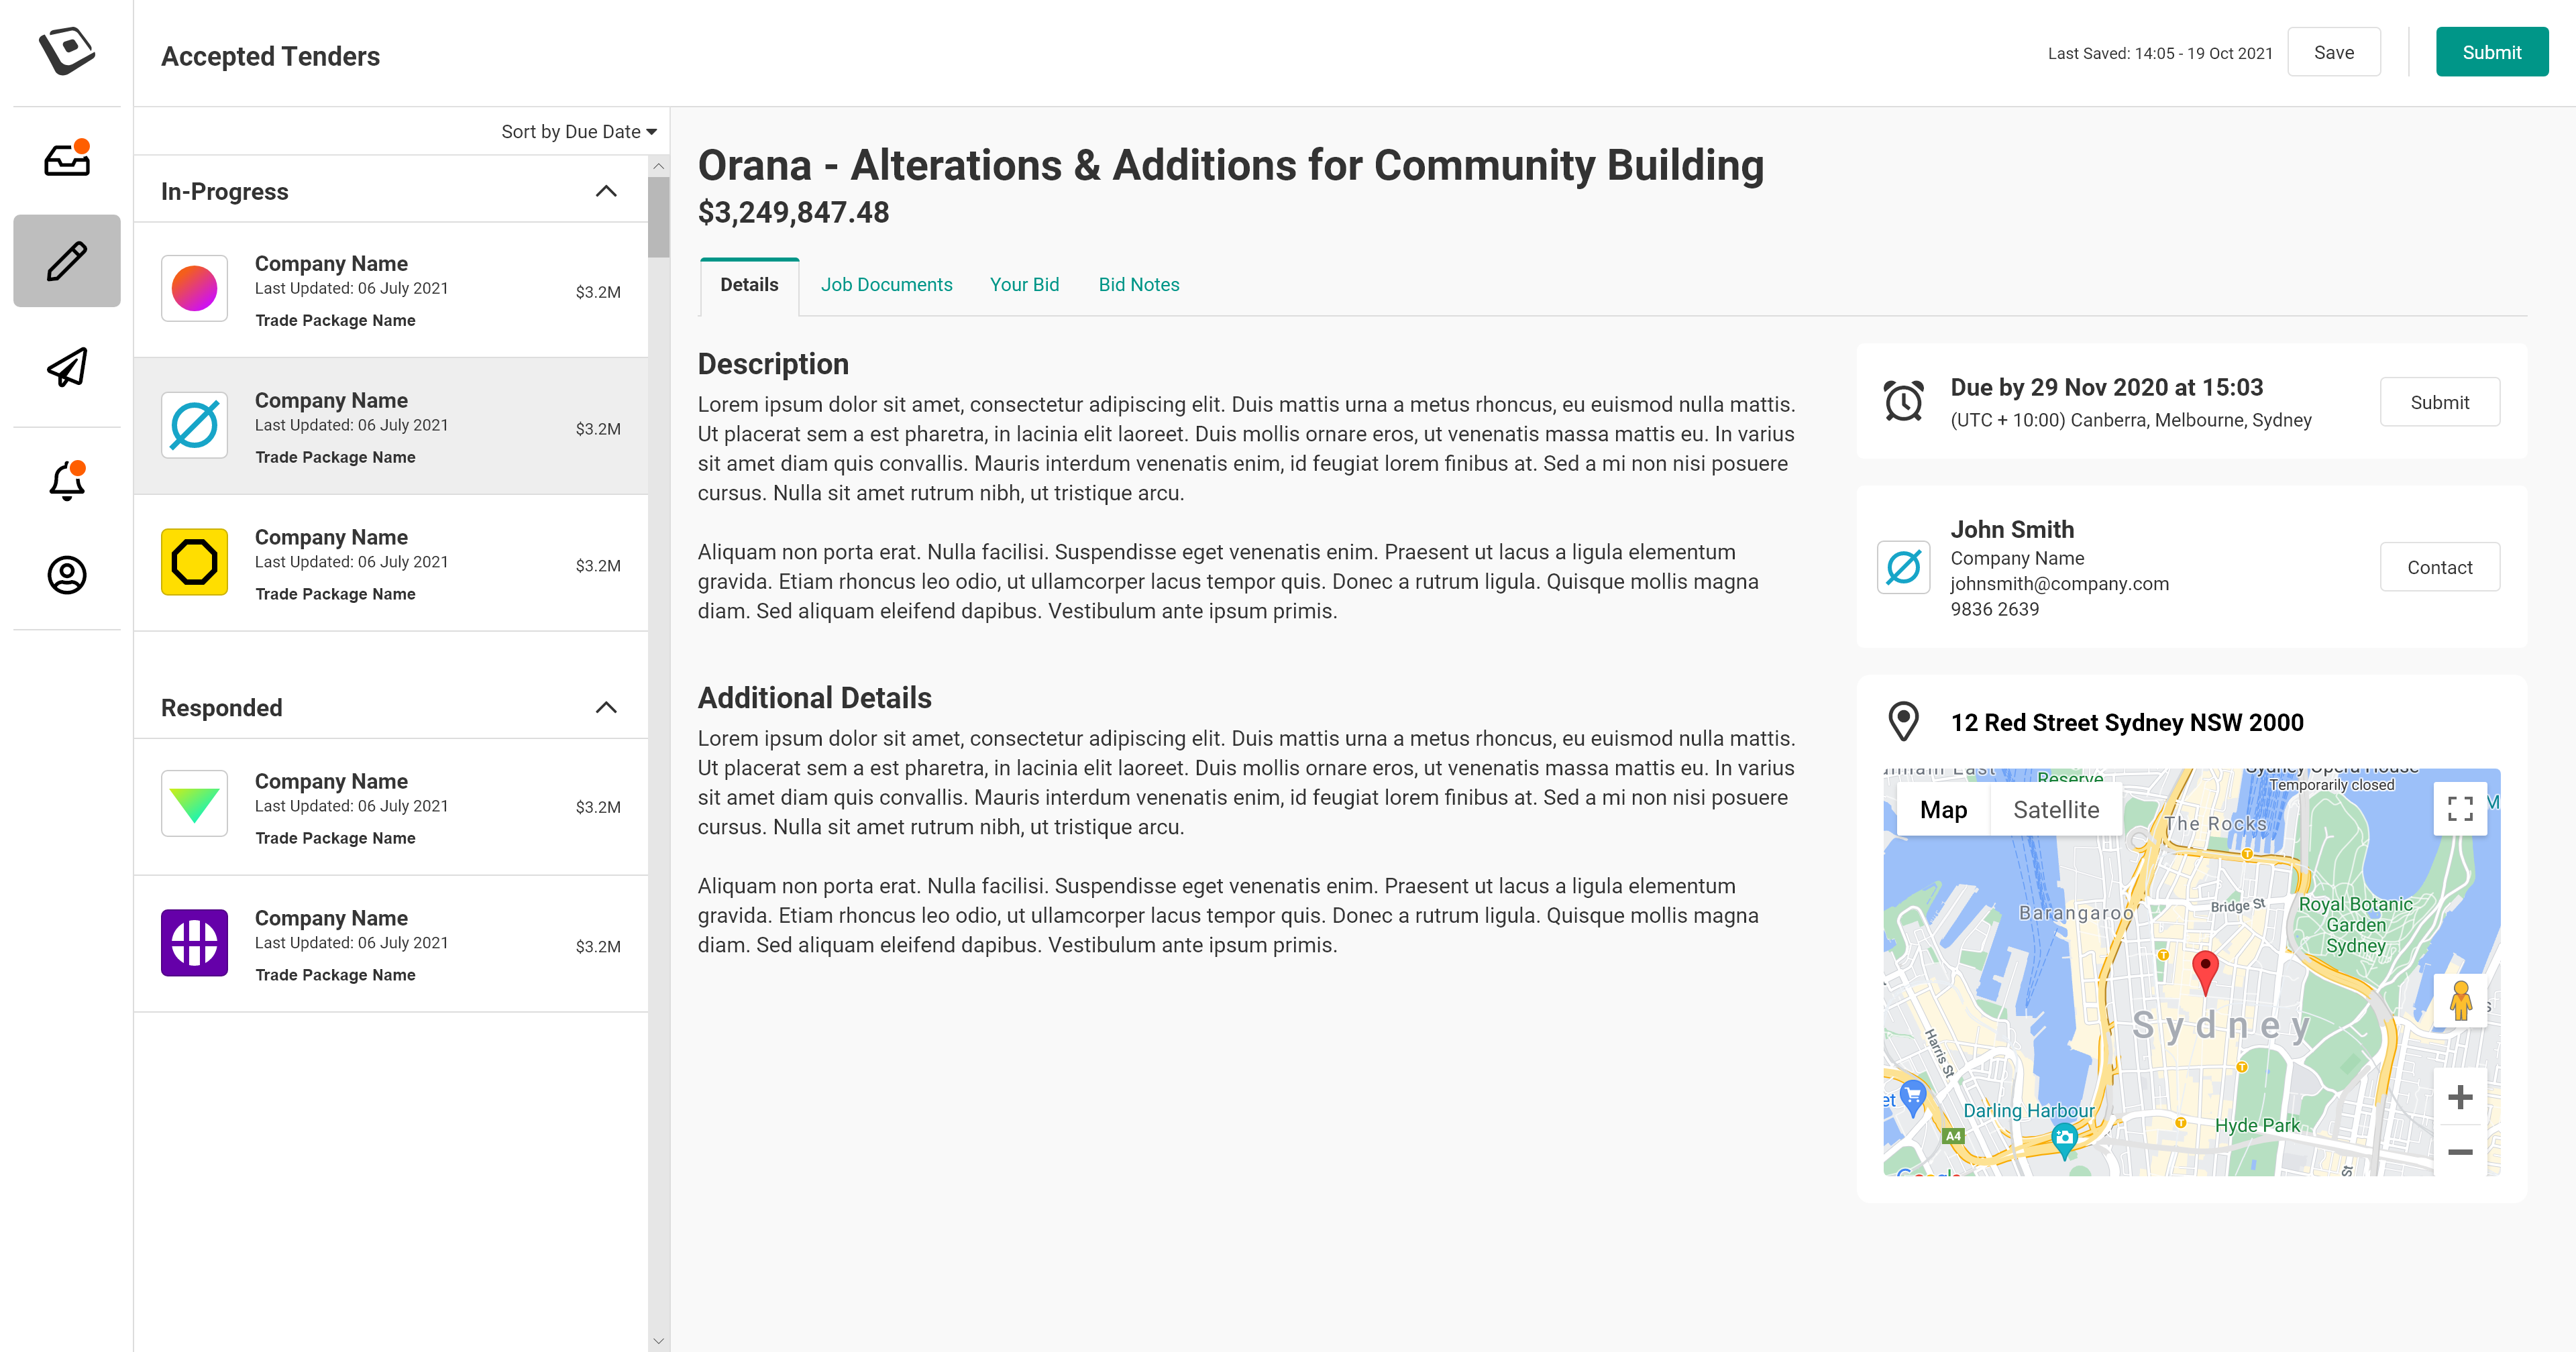 Accepted Tenders
Last Saved: 14:05 - 19 Oct 2021
Save
Submit
Sort by Due Date
In-Progress
Company Name
Last Updated: 06 July 2021
Trade Package Name
$3.2M
Company Name
Last Updated: 06 July 2021
Trade Package Name
$3.2M
Company Name
Last Updated: 06 July 2021
Trade Package Name
$3.2M
Responded
Company Name
Last Updated: 06 July 2021
Trade Package Name
$3.2M
Company Name
Last Updated: 06 July 2021
Trade Package Name
$3.2M
Orana - Alterations & Additions for Community Building
$3,249,847.48
Details
Job Documents
Your Bid
Bid Notes
Description
Lorem ipsum dolor sit amet, consectetur adipiscing elit. Duis mattis urna a metus rhoncus, eu euismod nulla mattis.
Ut placerat sem a est pharetra, in lacinia elit laoreet. Duis mollis ornare eros, ut venenatis massa mattis eu. In varius
sit amet diam quis convallis. Mauris interdum venenatis enim, id feugiat lorem finibus at. Sed a mi non nisi posuere
cursus. Nulla sit amet rutrum nibh, ut tristique arcu.
Aliquam non porta erat. Nulla facilisi. Suspendisse eget venenatis enim. Praesent ut lacus a ligula elementum
gravida. Etiam rhoncus leo odio, ut ullamcorper lacus tempor quis. Donec a rutrum ligula. Quisque mollis magna
diam. Sed aliquam eleifend dapibus. Vestibulum ante ipsum primis.
Additional Details
Lorem ipsum dolor sit amet, consectetur adipiscing elit. Duis mattis urna a metus rhoncus, eu euismod nulla mattis.
Ut placerat sem a est pharetra, in lacinia elit laoreet. Duis mollis ornare eros, ut venenatis massa mattis eu. In varius
sit amet diam quis convallis. Mauris interdum venenatis enim, id feugiat lorem finibus at. Sed a mi non nisi posuere
cursus. Nulla sit amet rutrum nibh, ut tristique arcu.
Aliquam non porta erat. Nulla facilisi. Suspendisse eget venenatis enim. Praesent ut lacus a ligula elementum
gravida. Etiam rhoncus leo odio, ut ullamcorper lacus tempor quis. Donec a rutrum ligula. Quisque mollis magna
diam. Sed aliquam eleifend dapibus. Vestibulum ante ipsum primis.
Due by 29 Nov 2020 at 15:03
(UTC + 10:00) Canberra, Melbourne, Sydney
Submit
John Smith
Company Name
johnsmith@company.com
9836 2639
Contact
12 Red Street Sydney NSW 2000
East
Reserve
Sydney Opera House
Temporarily closed
Map
Satellite
M
The Rocks
Barangaroo
Bridge St
Royal Botanic
Garden
Sydney
Sydney
Harris St
et
Darling Harbour
A4
Hyde Park
St
Google